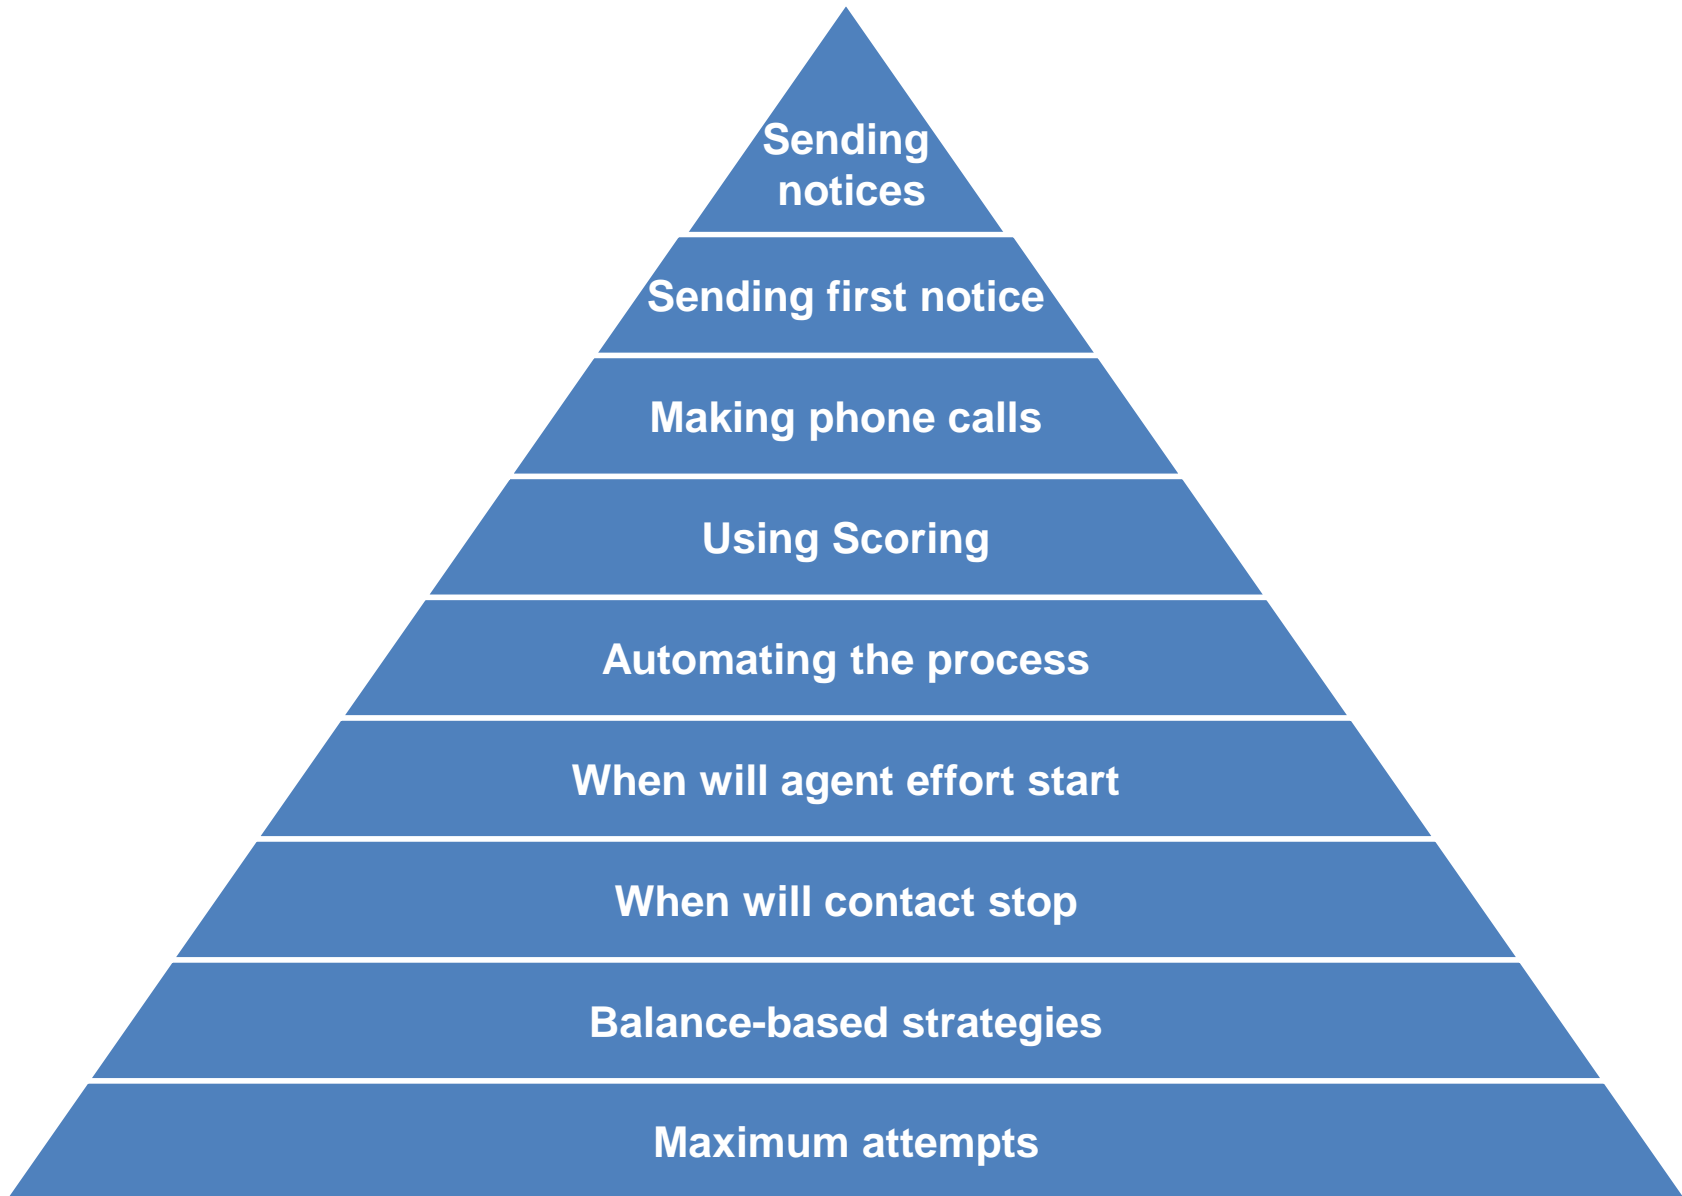 Sending
notices
Sending first notice
Making phone calls
Using Scoring
Automating the process
When will agent effort start
When will contact stop
Balance-based strategies
Maximum attempts